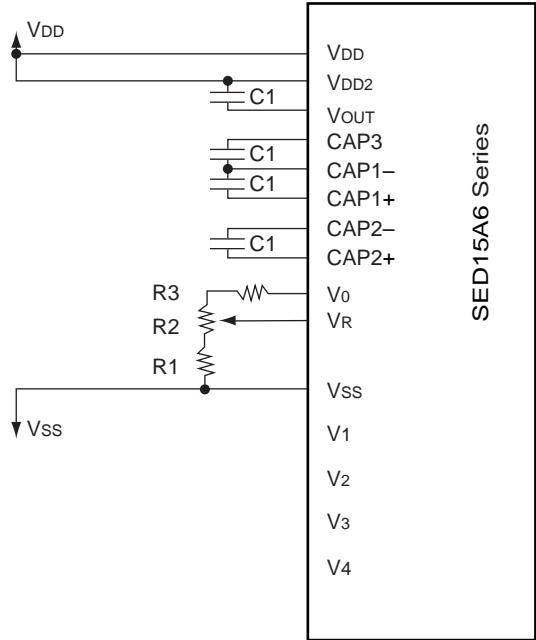 VDD
VDD
VDD2
C1
VOUT
CAP3
C1
CAP1–
C1
CAP1+
CAP2–
C1
CAP2+
R3
V0
R2
VR
R1
VSS
VSS
V1
V2
V3
V4
SED15A6 Series